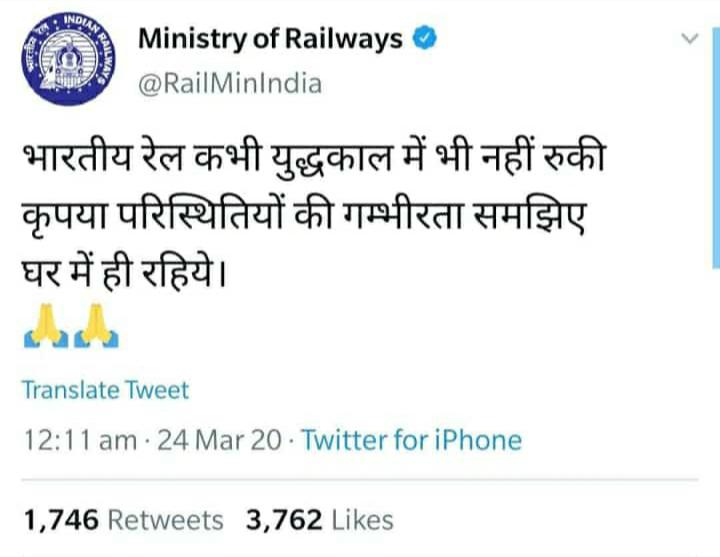 भारतीय रेल INDIAN RAILWAYS
Ministry of Railways
@RailMinIndia
भारतीय रेल कभी युद्धकाल में भी नहीं रुकी
कृपया परिस्थितियों की गम्भीरता समझिए
घर में ही रहिये।
🙏🙏
Translate Tweet
12:11 am · 24 Mar 20 · Twitter for iPhone
1,746 Retweets 3,762 Likes